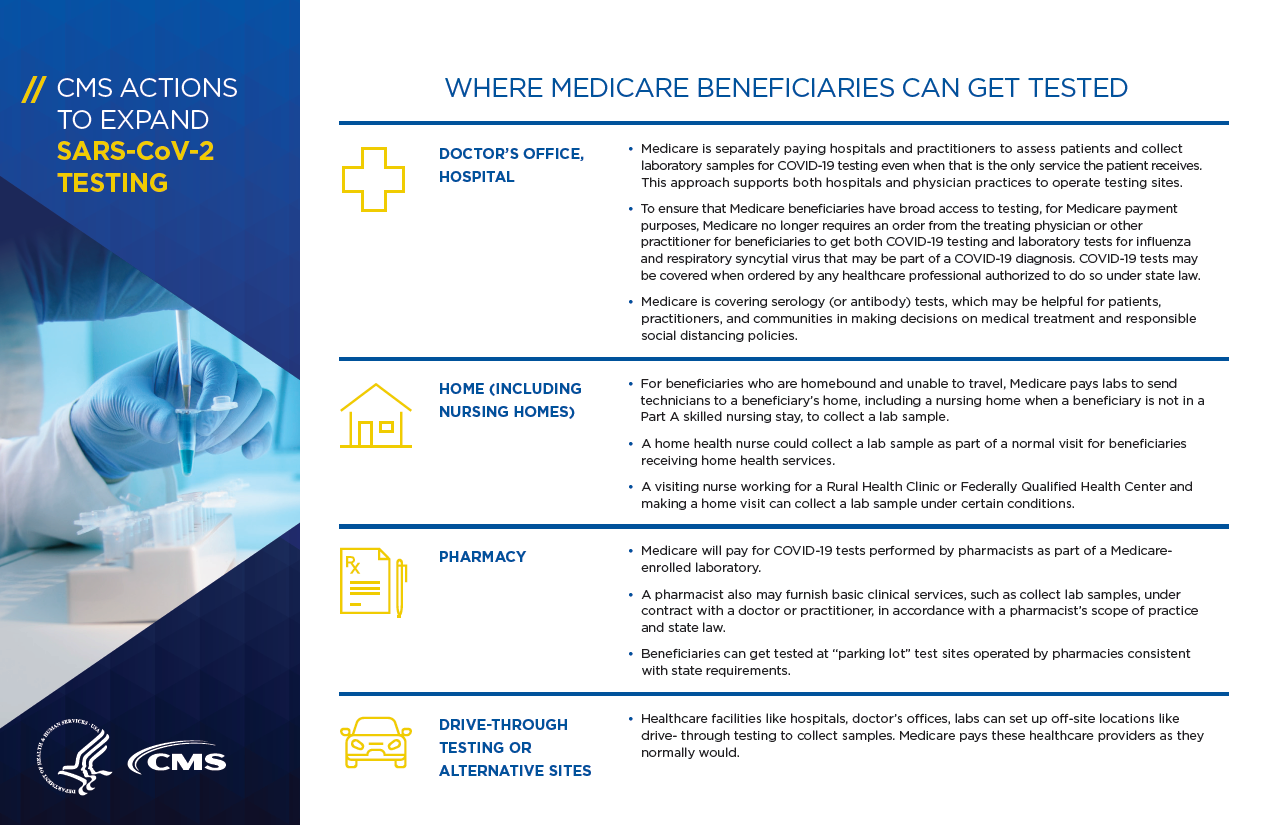 // CMS ACTIONS
TO EXPAND
SARS-CoV-2
TESTING
WHERE MEDICARE BENEFICIARIES CAN GET TESTED
DOCTOR’S OFFICE,
HOSPITAL
• Medicare is separately paying hospitals and practitioners to assess patients and collect
laboratory samples for COVID-19 testing even when that is the only service the patient receives.
This approach supports both hospitals and physician practices to operate testing sites.
• To ensure that Medicare beneficiaries have broad access to testing, for Medicare payment
purposes, Medicare no longer requires an order from the treating physician or other
practitioner for beneficiaries to get both COVID-19 testing and laboratory tests for influenza
and respiratory syncytial virus that may be part of a COVID-19 diagnosis. COVID-19 tests may
be covered when ordered by any healthcare professional authorized to do so under state law.
• Medicare is covering serology (or antibody) tests, which may be helpful for patients,
practitioners, and communities in making decisions on medical treatment and responsible
social distancing policies.
HOME (INCLUDING
NURSING HOMES)
• For beneficiaries who are homebound and unable to travel, Medicare pays labs to send
technicians to a beneficiary’s home, including a nursing home when a beneficiary is not in a
Part A skilled nursing stay, to collect a lab sample.
• A home health nurse could collect a lab sample as part of a normal visit for beneficiaries
receiving home health services.
• A visiting nurse working for a Rural Health Clinic or Federally Qualified Health Center and
making a home visit can collect a lab sample under certain conditions.
Rx
PHARMACY
• Medicare will pay for COVID-19 tests performed by pharmacists as part of a Medicare-
enrolled laboratory.
• A pharmacist also may furnish basic clinical services, such as collect lab samples, under
contract with a doctor or practitioner, in accordance with a pharmacist’s scope of practice
and state law.
• Beneficiaries can get tested at “parking lot” test sites operated by pharmacies consistent
with state requirements.
DRIVE-THROUGH
TESTING OR
ALTERNATIVE SITES
• Healthcare facilities like hospitals, doctor’s offices, labs can set up off-site locations like
drive- through testing to collect samples. Medicare pays these healthcare providers as they
normally would.
DEPARTMENT OF HEALTH & HUMAN SERVICES · USA
CMS